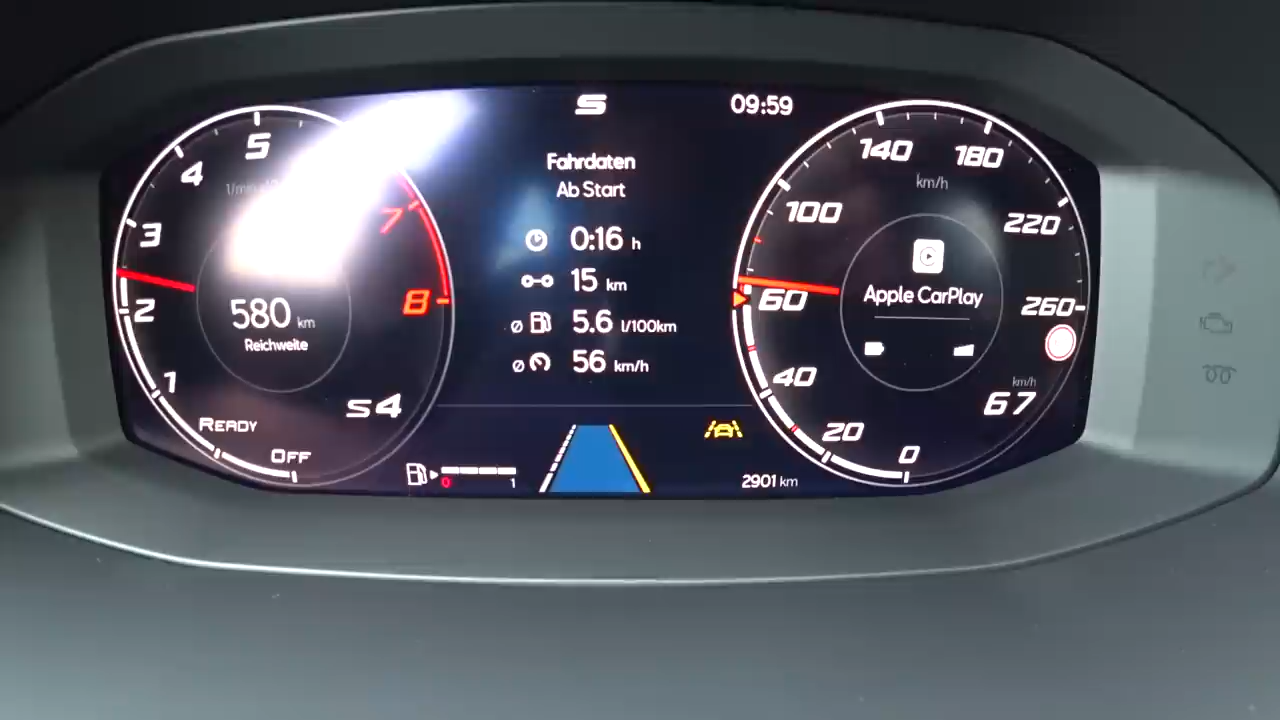 S
09:59
Fahrdaten
Ab Start
0:16 h
15 km
ø 5.6 l/100km
ø 56 km/h
5
4
3
2
1
READY
OFF
7
8
580 km
Reichweite
S4
0
1
2901 km
140
180
km/h
100
220
60
260
Apple CarPlay
40
20
0
km/h
67